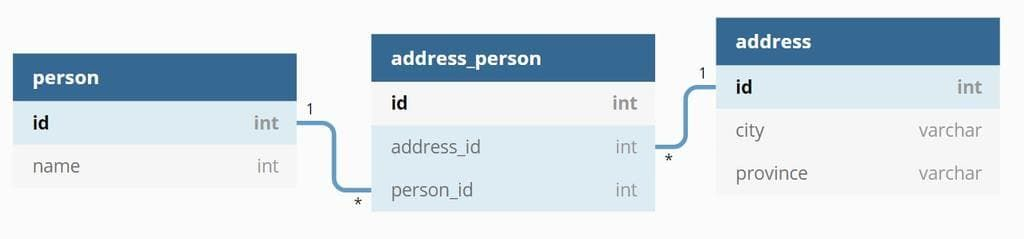 person
id int
name int
1
*
address_person
id int
address_id int
person_id int
1
*
address
id int
city varchar
province varchar